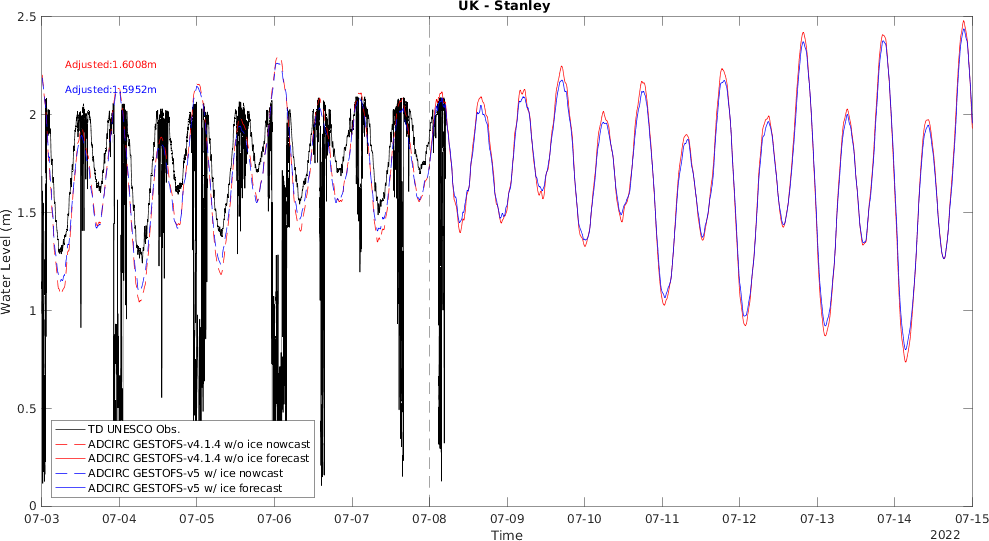 UK - Stanley
2.5
2
1.5
1
0.5
0
Water Level (m)
Adjusted:1.6008m
Adjusted:1.5952m
TD UNESCO Obs.
ADCIRC GESTOFS-v4.1.4 w/o ice nowcast
ADCIRC GESTOFS-v4.1.4 w/o ice forecast
ADCIRC GESTOFS-v5 w/ ice nowcast
ADCIRC GESTOFS-v5 w/ ice forecast
07-03 07-04 07-05 07-06 07-07 07-08 07-09 07-10 07-11 07-12 07-13 07-14 07-15
Time
2022